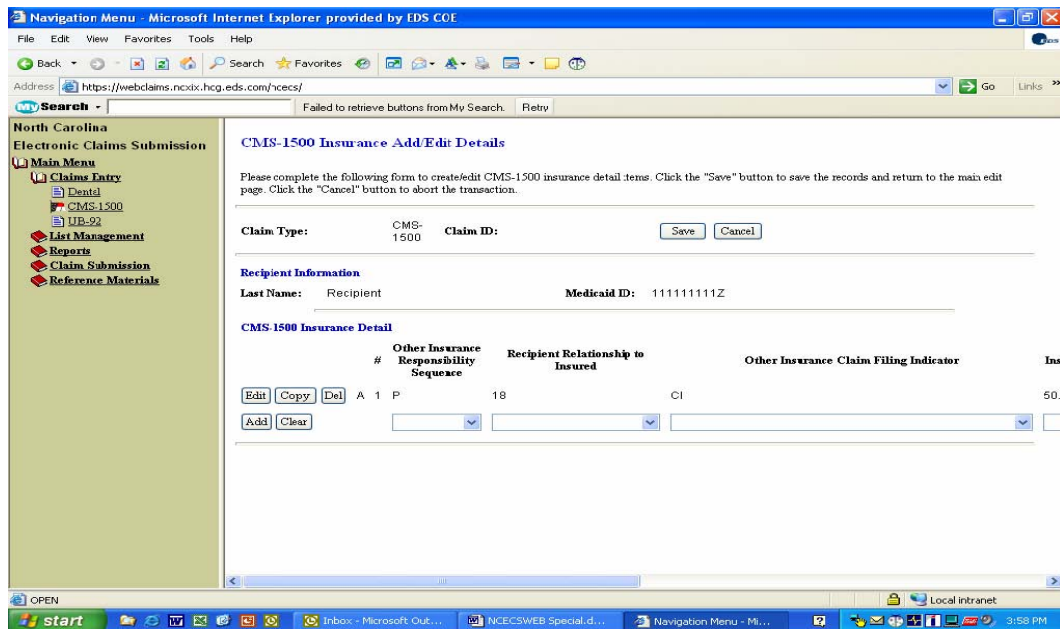 Navigation Menu - Microsoft Internet Explorer provided by EDS COE
File Edit View Favorites Tools Help
Back Search Favorites
Address https://webclaims.ncxix.hcg.eds.com/ncecs/ Go Links »
My Search - Failed to retrieve buttons from My Search. Retry
North Carolina
Electronic Claims Submission
Main Menu
Claims Entry
Dental
CMS-1500
UB-92
List Management
Reports
Claim Submission
Reference Materials
CMS-1500 Insurance Add/Edit Details
Please complete the following form to create/edit CMS-1500 insurance detail items. Click the "Save" button to save the records and return to the main edit
page. Click the "Cancel" button to abort the transaction.
Claim Type: CMS-1500 Claim ID: Save Cancel
Recipient Information
Last Name: Recipient Medicaid ID: 111111111Z
CMS-1500 Insurance Detail
# Other Insurance Responsibility Sequence Recipient Relationship to Insured Other Insurance Claim Filing Indicator Ins
Edit Copy Del A 1 P 18 CI 50.
Add Clear
OPEN Local intranet
start Inbox - Microsoft Out... NCECSWEB Special.d... Navigation Menu - Mi... 3:58 PM